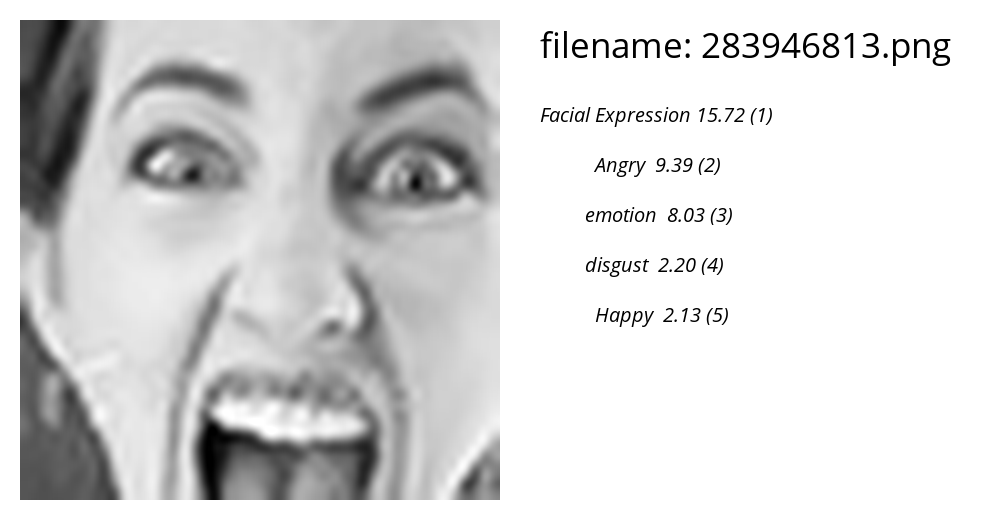 filename: 283946813.png
Facial Expression 15.72 (1)
Angry 9.39 (2)
emotion 8.03 (3)
disgust 2.20 (4)
Happy 2.13 (5)